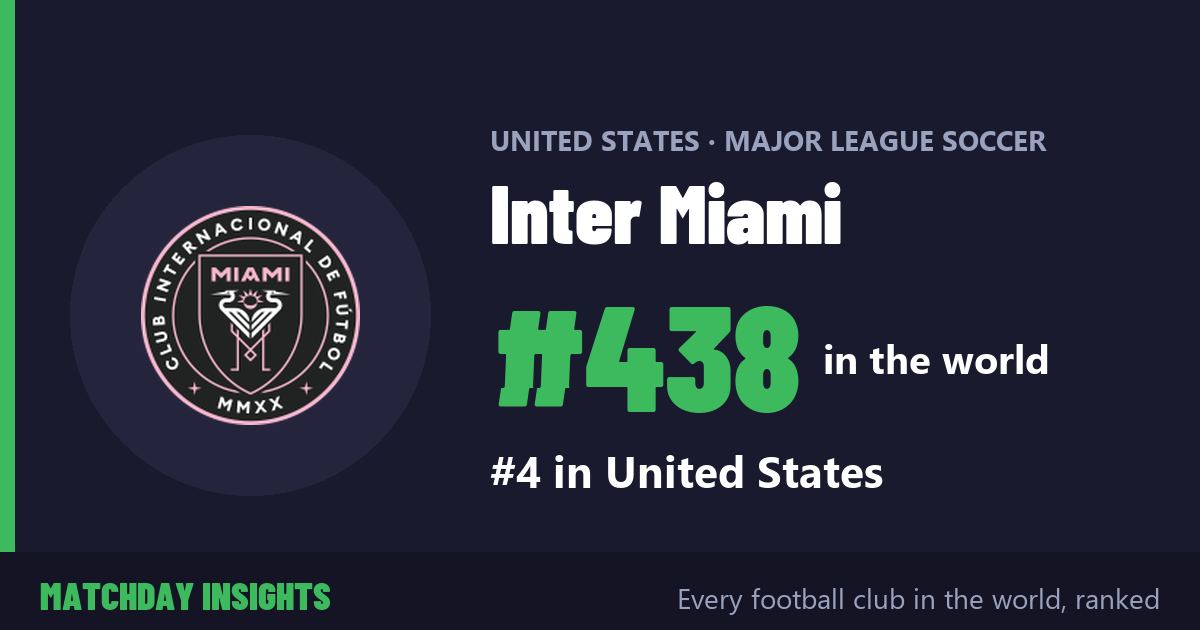 UNITED STATES · MAJOR LEAGUE SOCCER
Inter Miami
CLUB INTERNACIONAL DE FÚTBOL
MIAMI
MMXX
#438 in the world
#4 in United States
MATCHDAY INSIGHTS
Every football club in the world, ranked